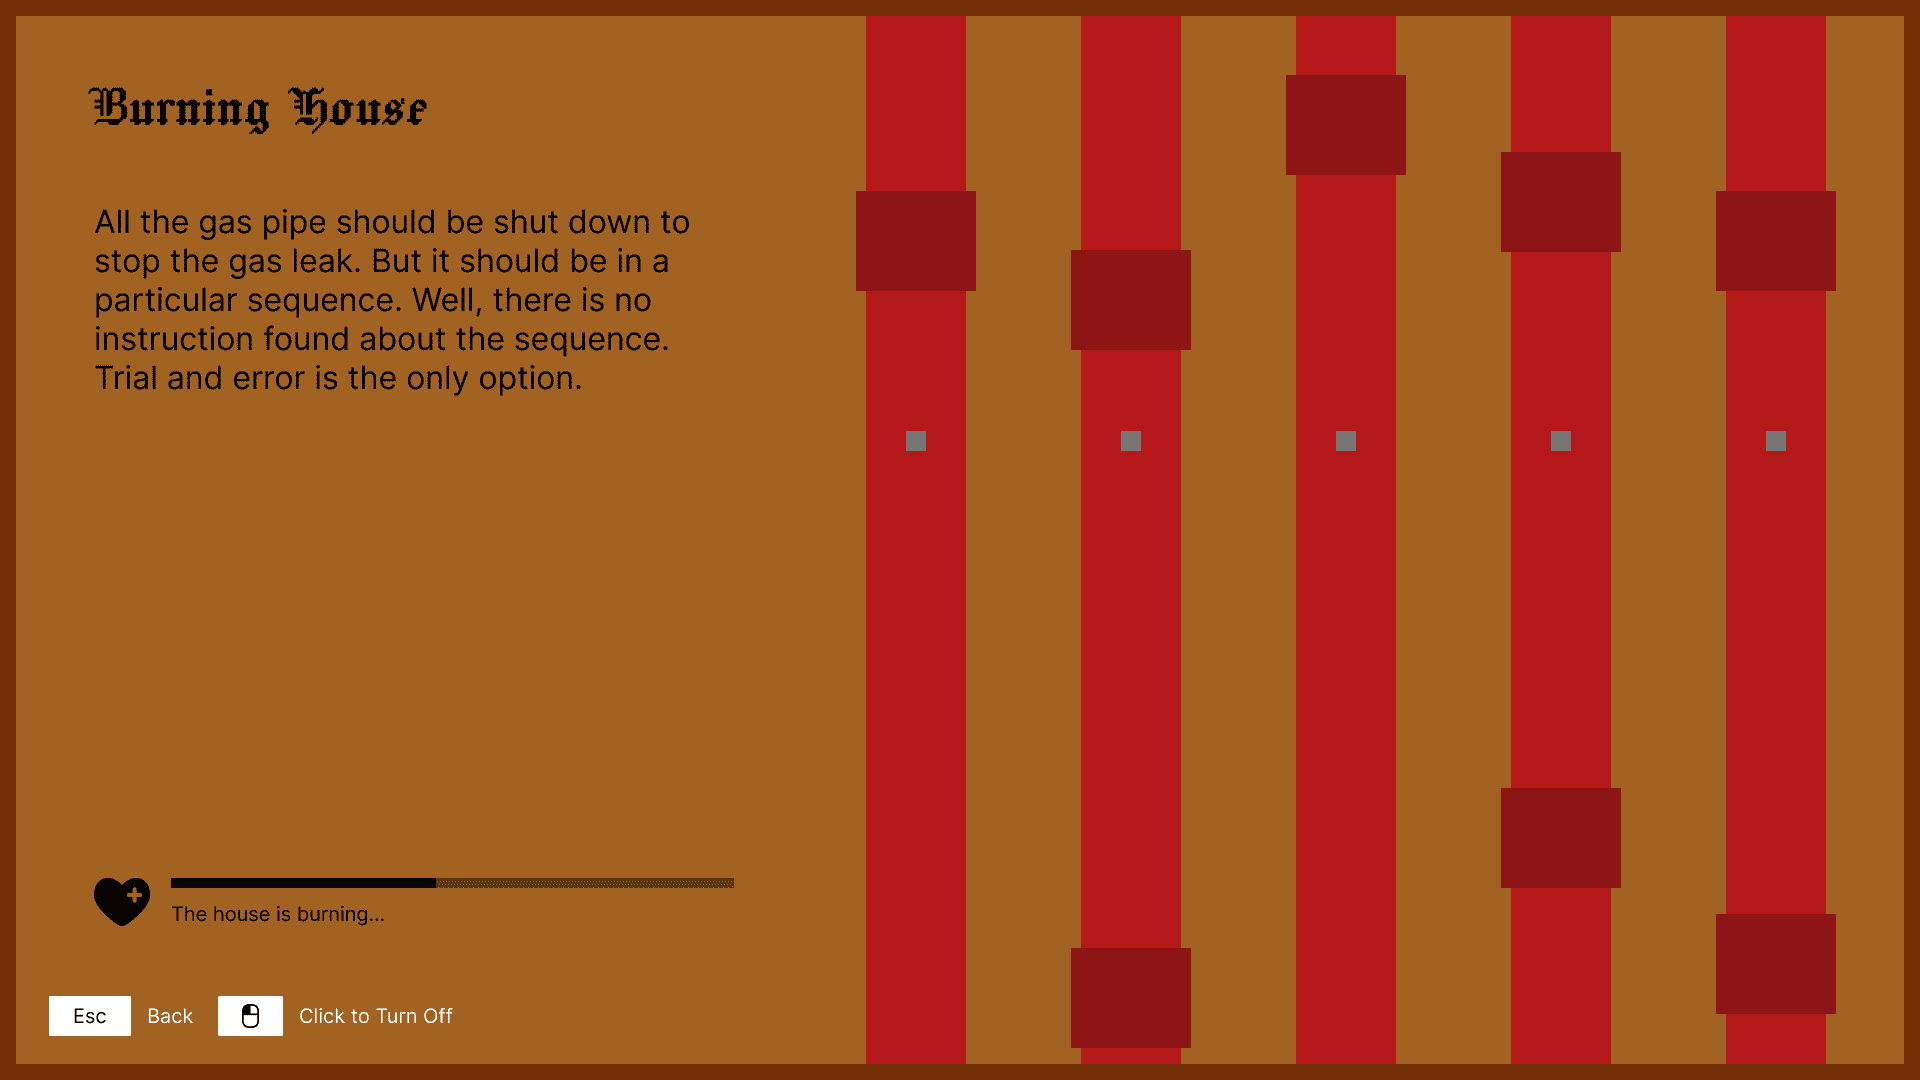 Burning House
All the gas pipe should be shut down to
stop the gas leak. But it should be in a
particular sequence. Well, there is no
instruction found about the sequence.
Trial and error is the only option.
The house is burning...
Esc Back Click to Turn Off